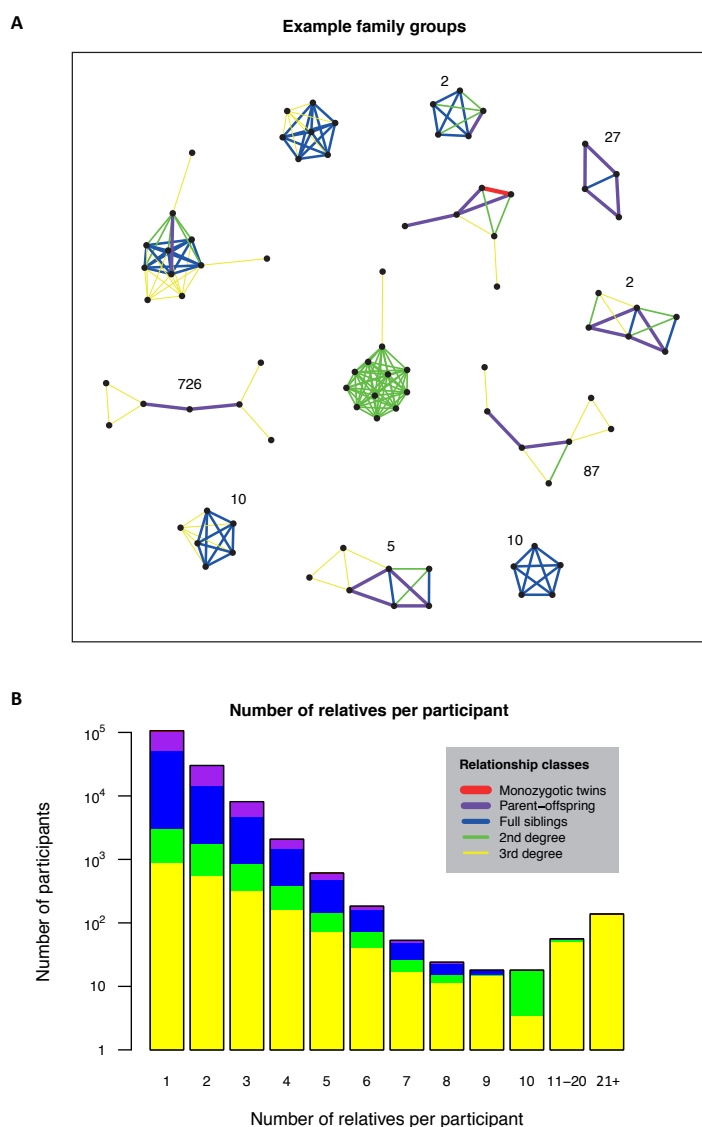 A
Example family groups
2
27
2
726
87
10
5
10
B
Number of relatives per participant
Number of participants
10⁵
10⁴
10³
10²
10
1
Relationship classes
Monozygotic twins
Parent−offspring
Full siblings
2nd degree
3rd degree
1 2 3 4 5 6 7 8 9 10 11−20 21+
Number of relatives per participant